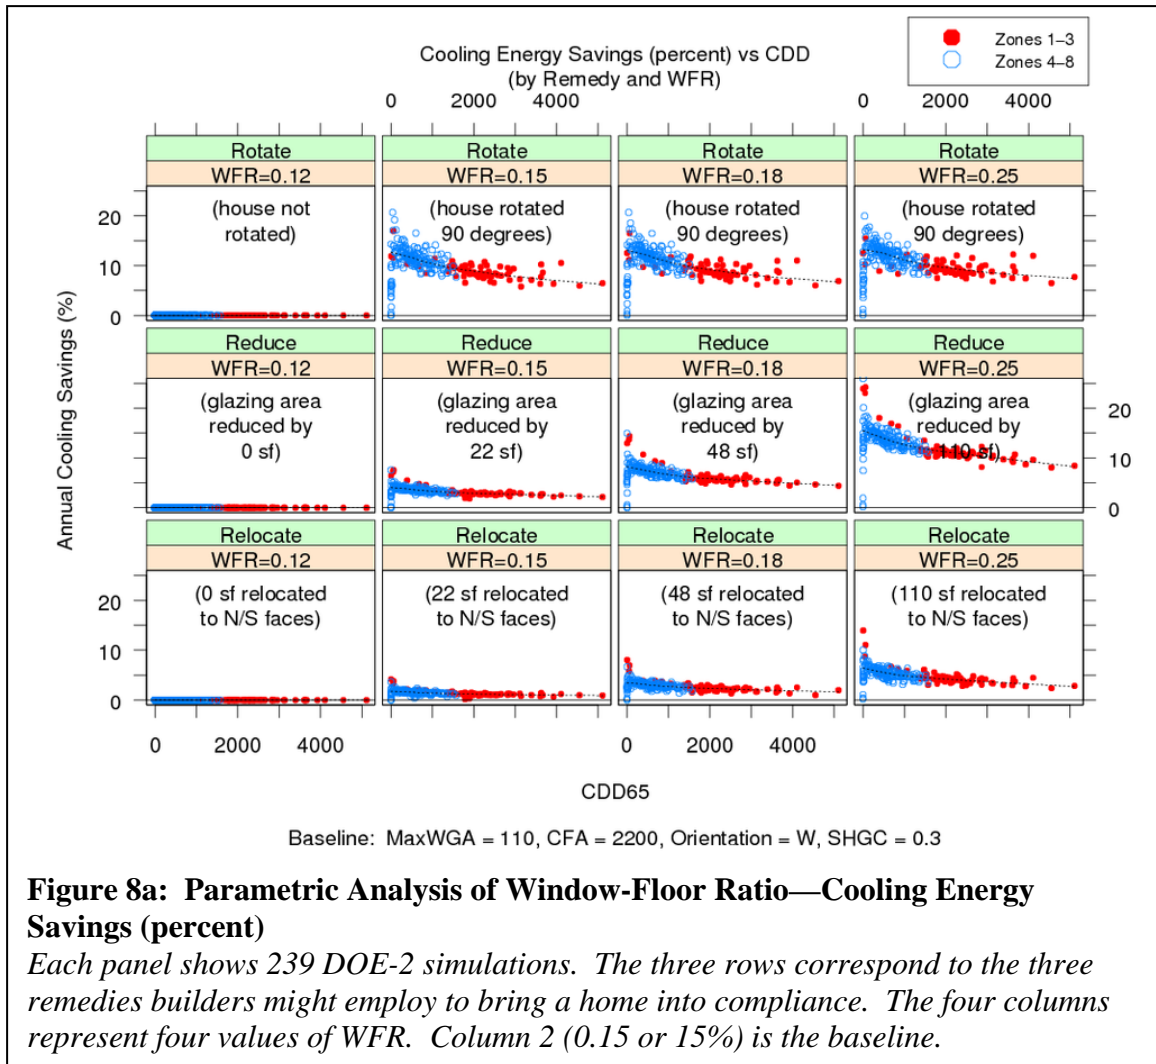 Zones 1–3
Zones 4–8
Cooling Energy Savings (percent) vs CDD
(by Remedy and WFR)
0 2000 4000 0 2000 4000
Rotate Rotate Rotate Rotate
WFR=0.12 WFR=0.15 WFR=0.18 WFR=0.25
(house not rotated) (house rotated 90 degrees) (house rotated 90 degrees) (house rotated 90 degrees)
20
10
0
Reduce Reduce Reduce Reduce
WFR=0.12 WFR=0.15 WFR=0.18 WFR=0.25
(glazing area reduced by 0 sf) (glazing area reduced by 22 sf) (glazing area reduced by 48 sf) (glazing area reduced by 110 sf)
20
10
0
Annual Cooling Savings (%)
Relocate Relocate Relocate Relocate
WFR=0.12 WFR=0.15 WFR=0.18 WFR=0.25
(0 sf relocated to N/S faces) (22 sf relocated to N/S faces) (48 sf relocated to N/S faces) (110 sf relocated to N/S faces)
20
10
0
0 2000 4000 0 2000 4000
CDD65
Baseline: MaxWGA = 110, CFA = 2200, Orientation = W, SHGC = 0.3
Figure 8a: Parametric Analysis of Window-Floor Ratio—Cooling Energy
Savings (percent)
Each panel shows 239 DOE-2 simulations. The three rows correspond to the three
remedies builders might employ to bring a home into compliance. The four columns
represent four values of WFR. Column 2 (0.15 or 15%) is the baseline.